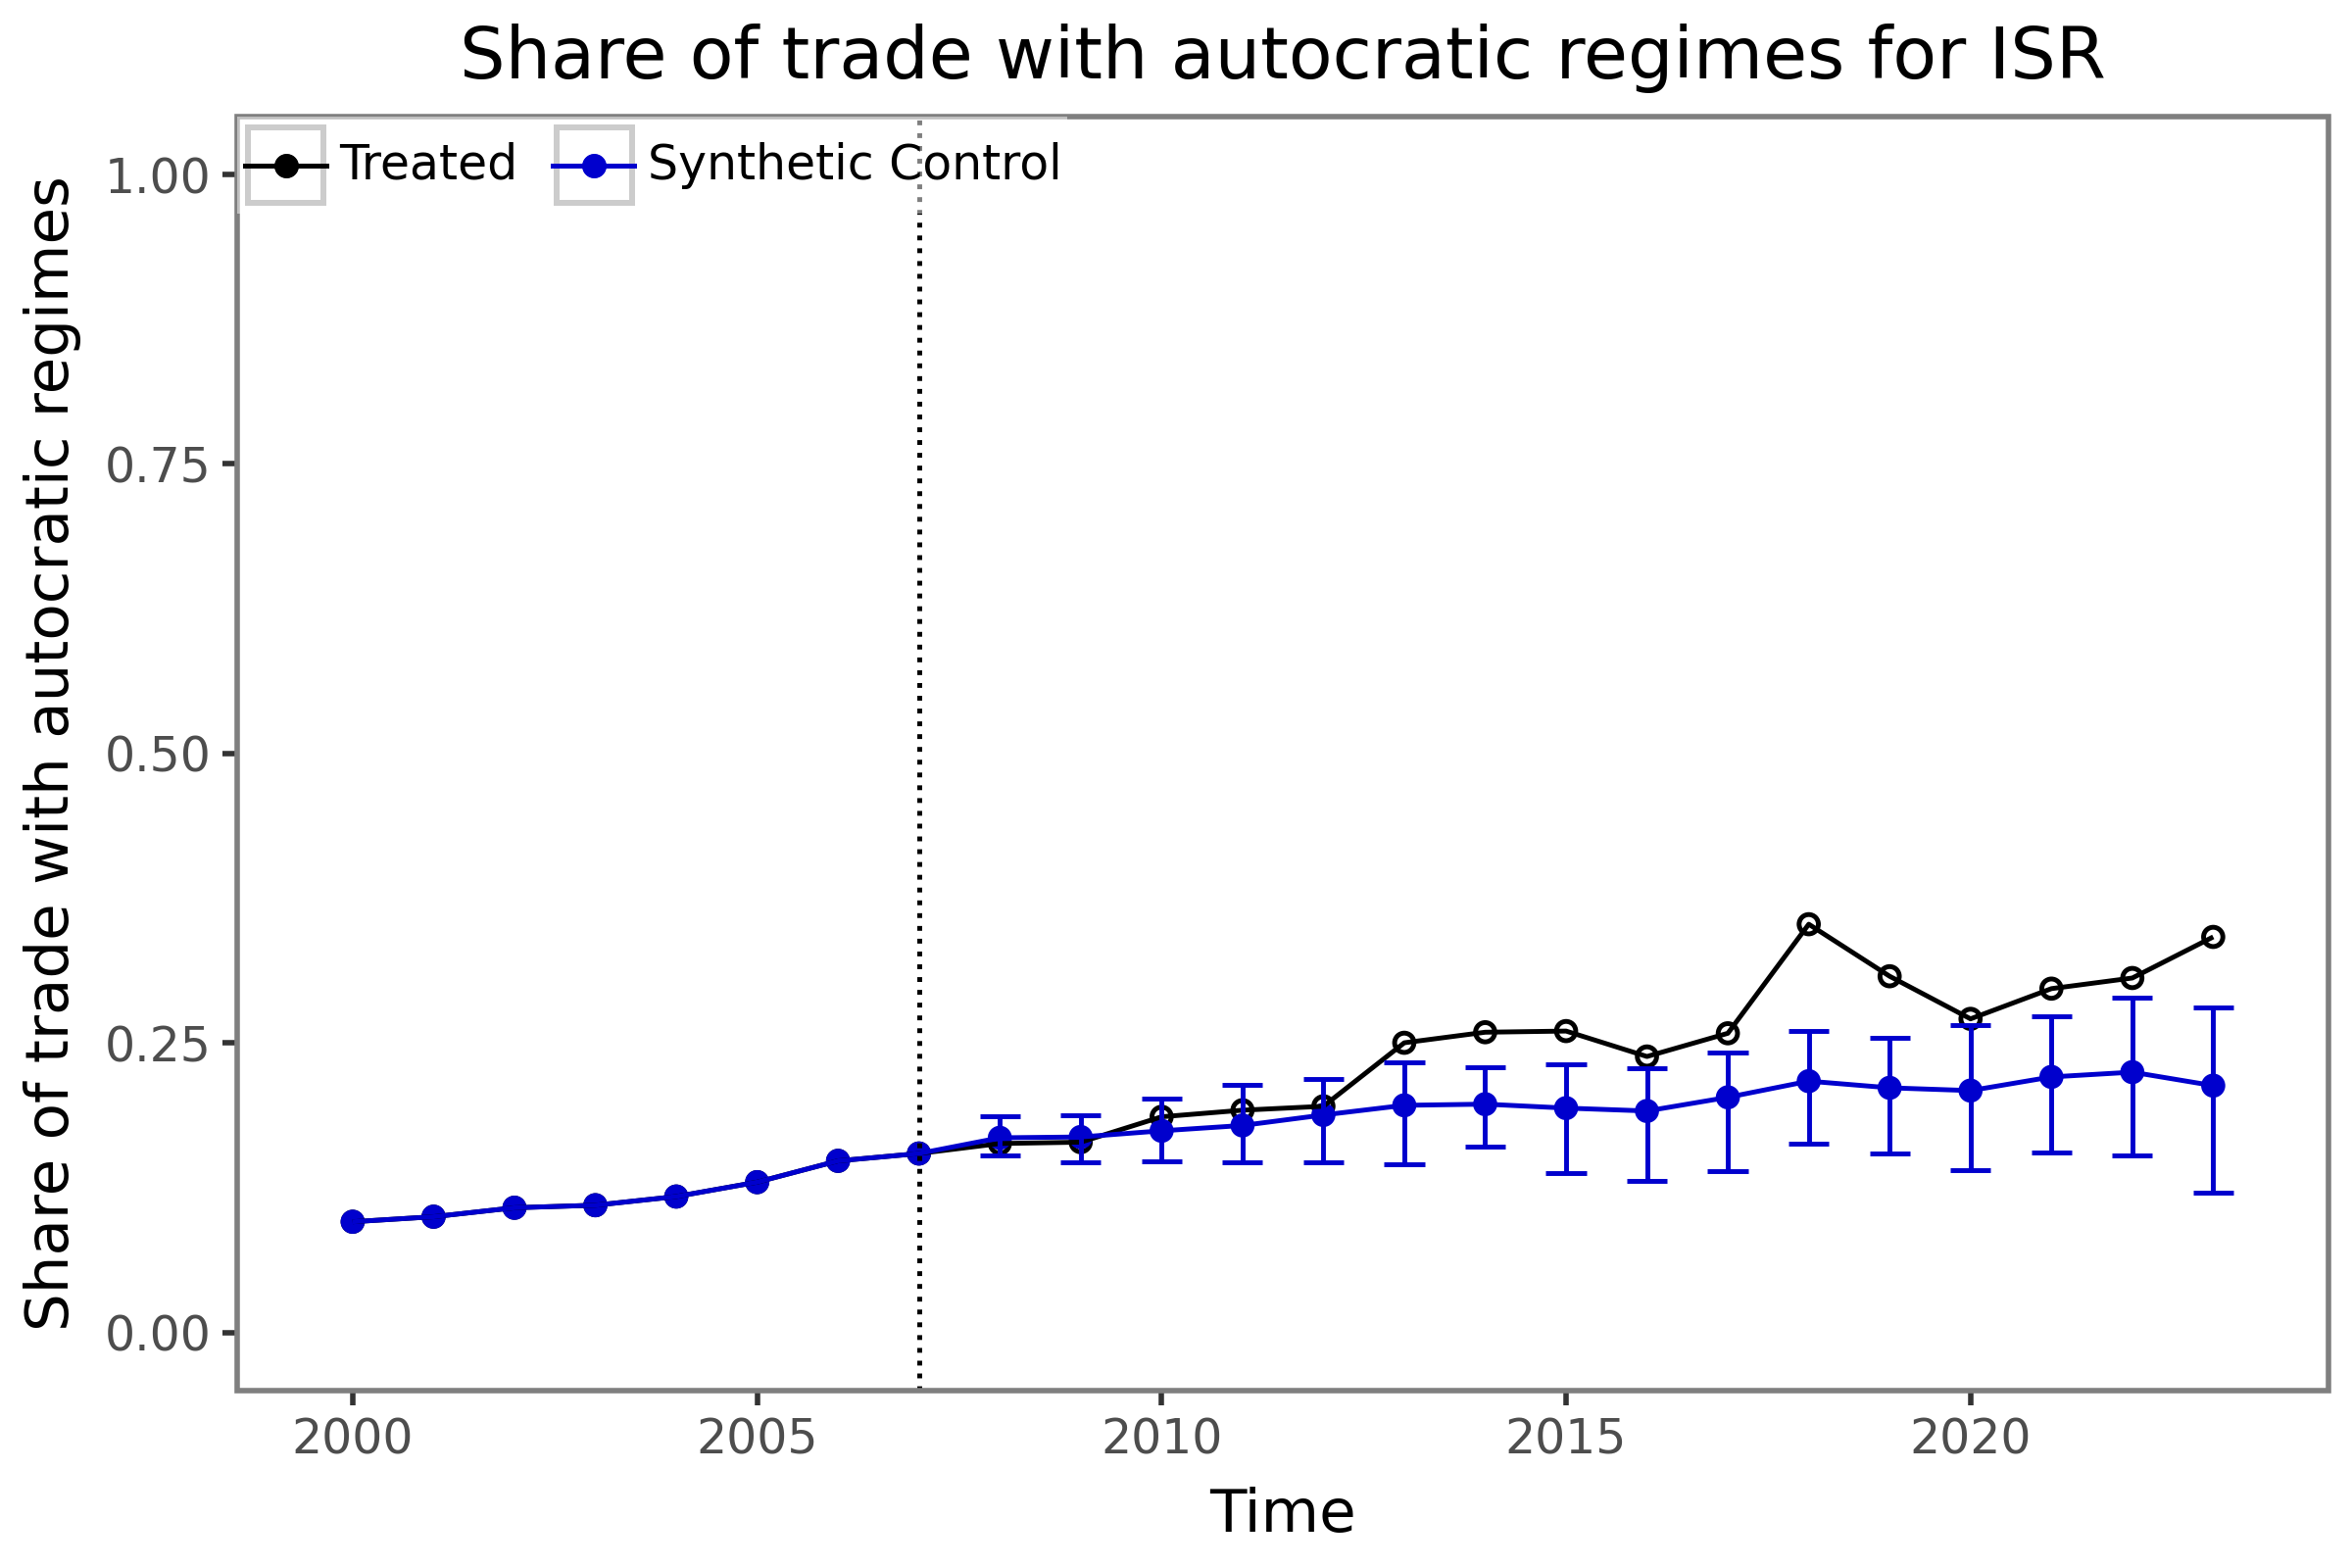 Share of trade with autocratic regimes for ISR
Treated
Synthetic Control
Share of trade with autocratic regimes
1.00
0.75
0.50
0.25
0.00
2000
2005
2010
2015
2020
Time